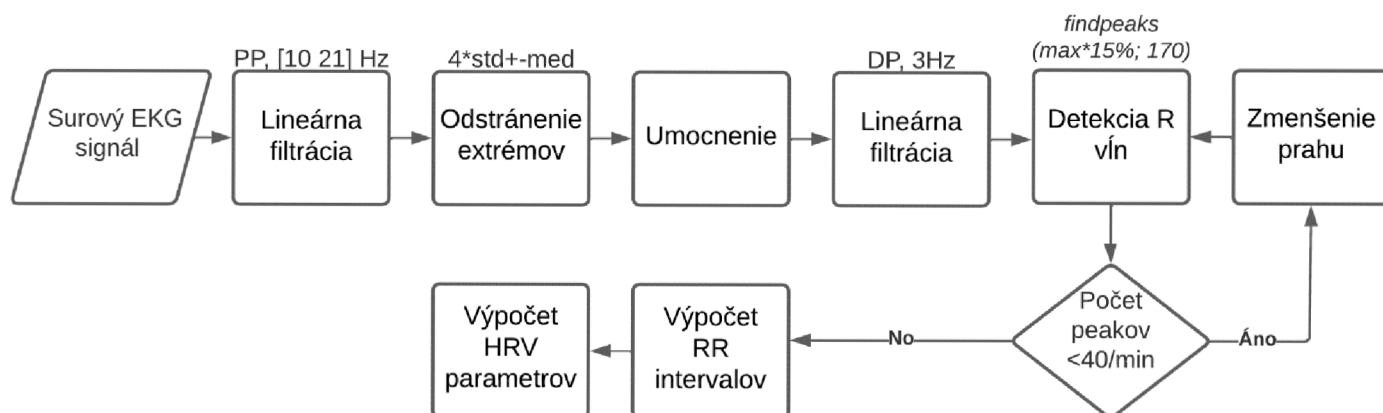 Surový EKG
signál
PP, [10 21] Hz
Lineárna
filtrácia
4*std+-med
Odstránenie
extrémov
Umocnenie
DP, 3Hz
Lineárna
filtrácia
findpeaks
(max*15%; 170)
Detekcia R
vĺn
Zmenšenie
prahu
Počet
peakov
<40/min
Áno
No
Výpočet
RR
intervalov
Výpočet
HRV
parametrov